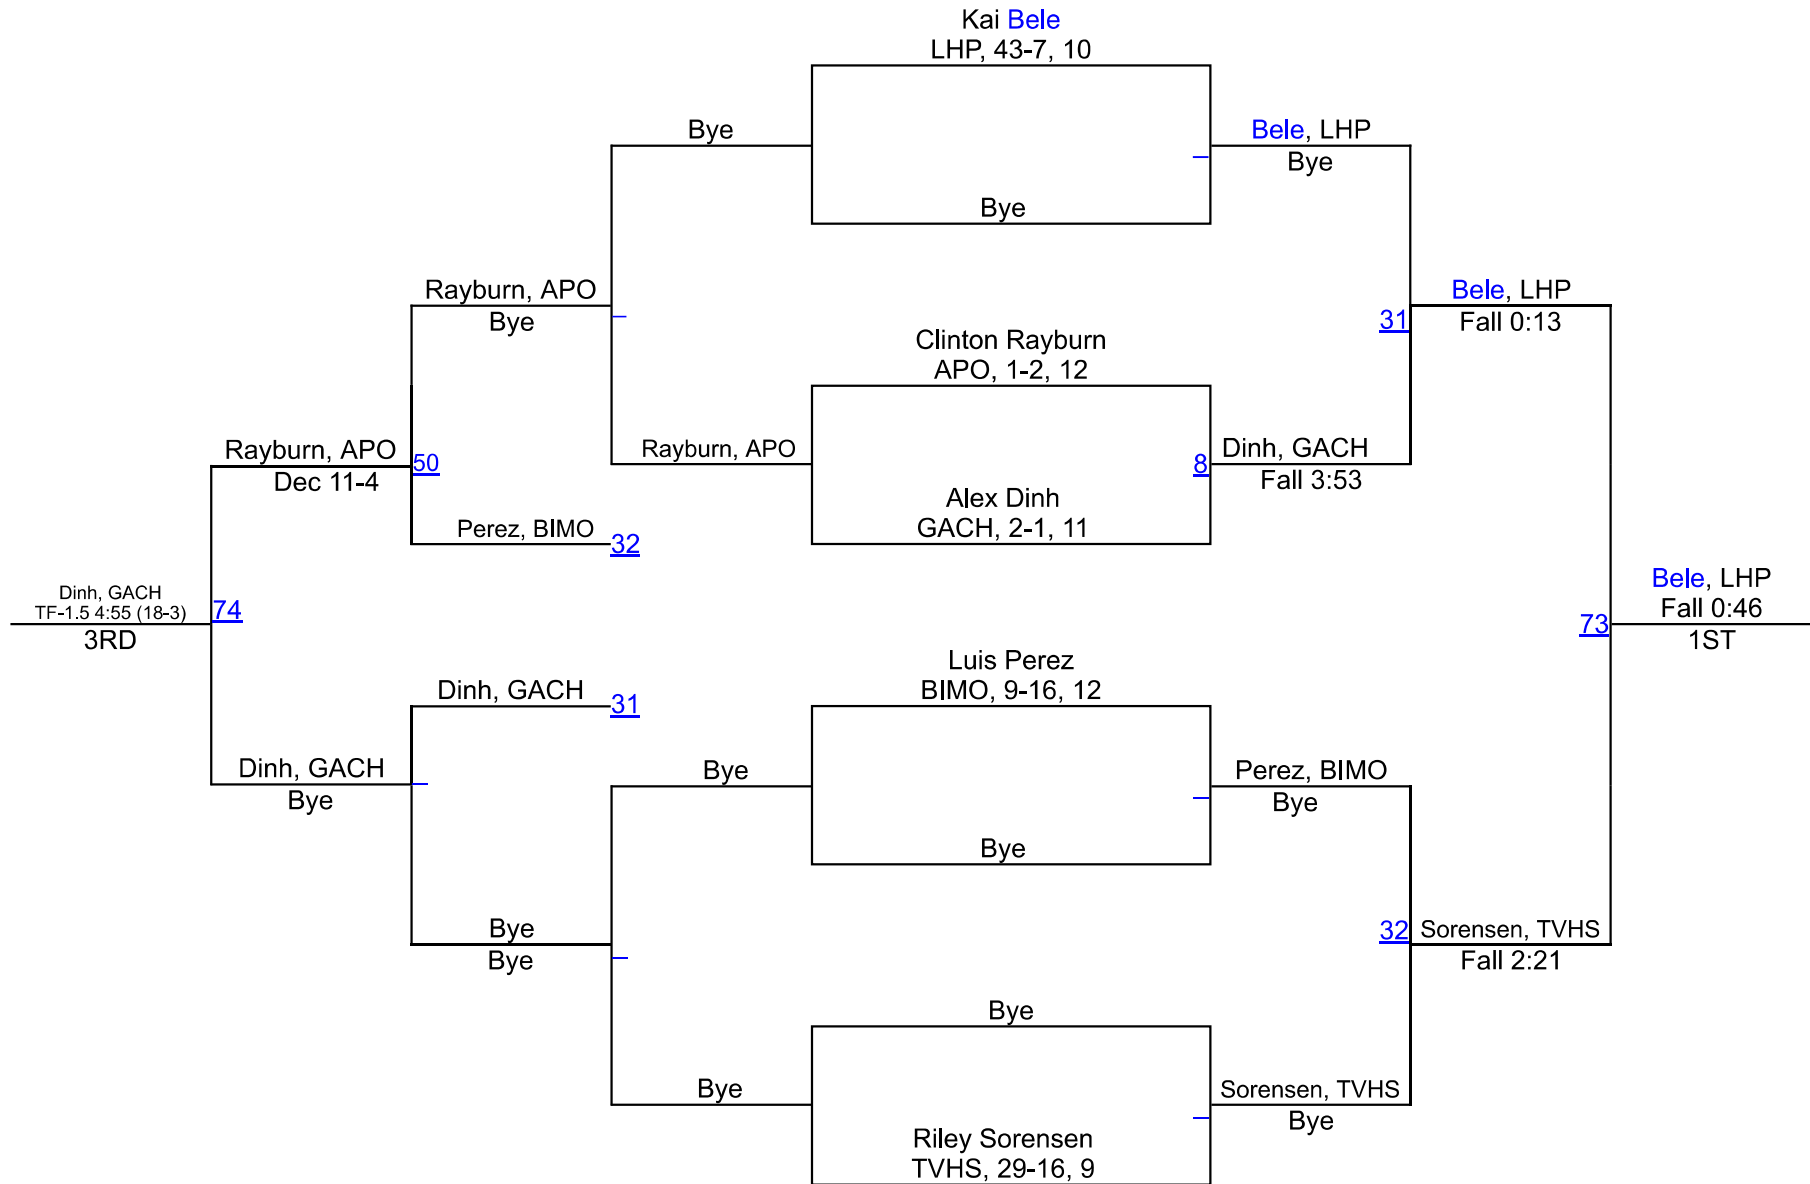 Kai Bele
LHP, 43-7, 10
Bye
Bele, LHP
Bye
Bye
Rayburn, APO
Bye
Bele, LHP
31
Fall 0:13
Clinton Rayburn
APO, 1-2, 12
Rayburn, APO
Dec 11-4
50
Rayburn, APO
8
Dinh, GACH
Fall 3:53
Alex Dinh
GACH, 2-1, 11
Perez, BIMO
32
Dinh, GACH
TF-1.5 4:55 (18-3)
3RD
74
Bele, LHP
Fall 0:46
1ST
73
Luis Perez
BIMO, 9-16, 12
Dinh, GACH
31
Dinh, GACH
Bye
Bye
Perez, BIMO
Bye
Bye
Bye
Bye
32
Sorensen, TVHS
Fall 2:21
Bye
Bye
Sorensen, TVHS
Bye
Riley Sorensen
TVHS, 29-16, 9